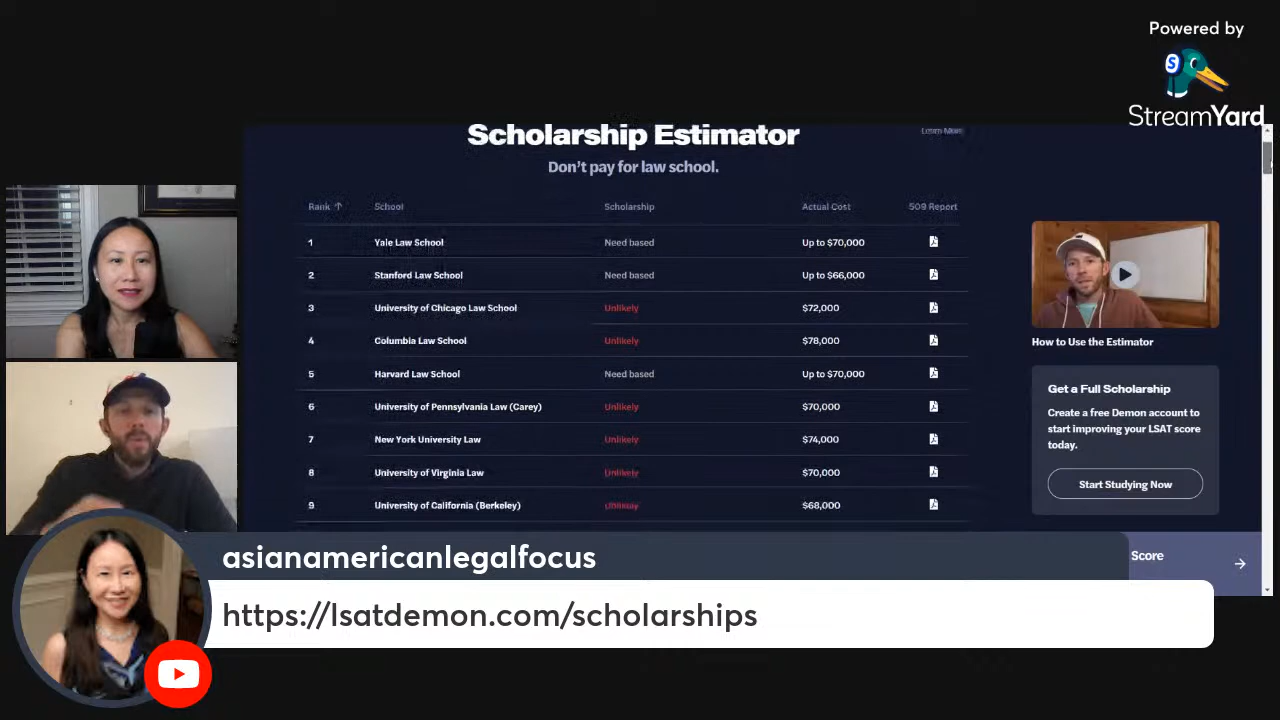 Powered by
StreamYard
Scholarship Estimator
Learn More
Don't pay for law school.
Rank ↑ School Scholarship Actual Cost 509 Report
1 Yale Law School Need based Up to $70,000
2 Stanford Law School Need based Up to $66,000
3 University of Chicago Law School Unlikely $72,000
4 Columbia Law School Unlikely $78,000
5 Harvard Law School Need based Up to $70,000
6 University of Pennsylvania Law (Carey) Unlikely $70,000
7 New York University Law Unlikely $74,000
8 University of Virginia Law Unlikely $70,000
9 University of California (Berkeley) Unlikely $68,000
How to Use the Estimator
Get a Full Scholarship
Create a free Demon account to
start improving your LSAT score
today.
Start Studying Now
Score →
asianamericanlegalfocus
https://lsatdemon.com/scholarships